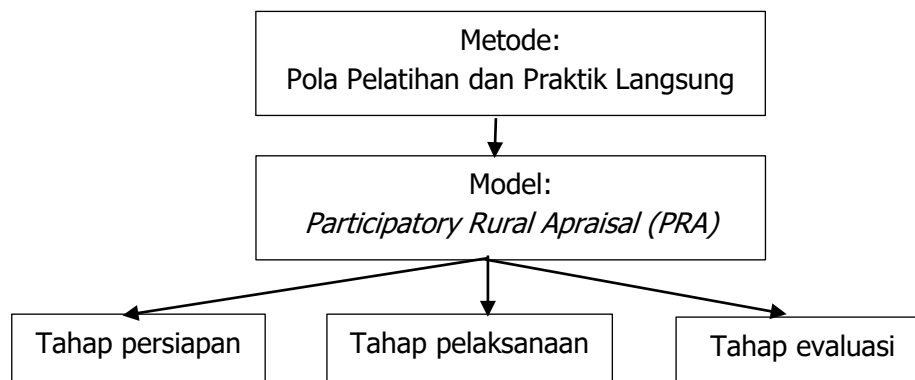 Metode:
Pola Pelatihan dan Praktik Langsung
Model:
Participatory Rural Apraisal (PRA)
Tahap persiapan
Tahap pelaksanaan
Tahap evaluasi